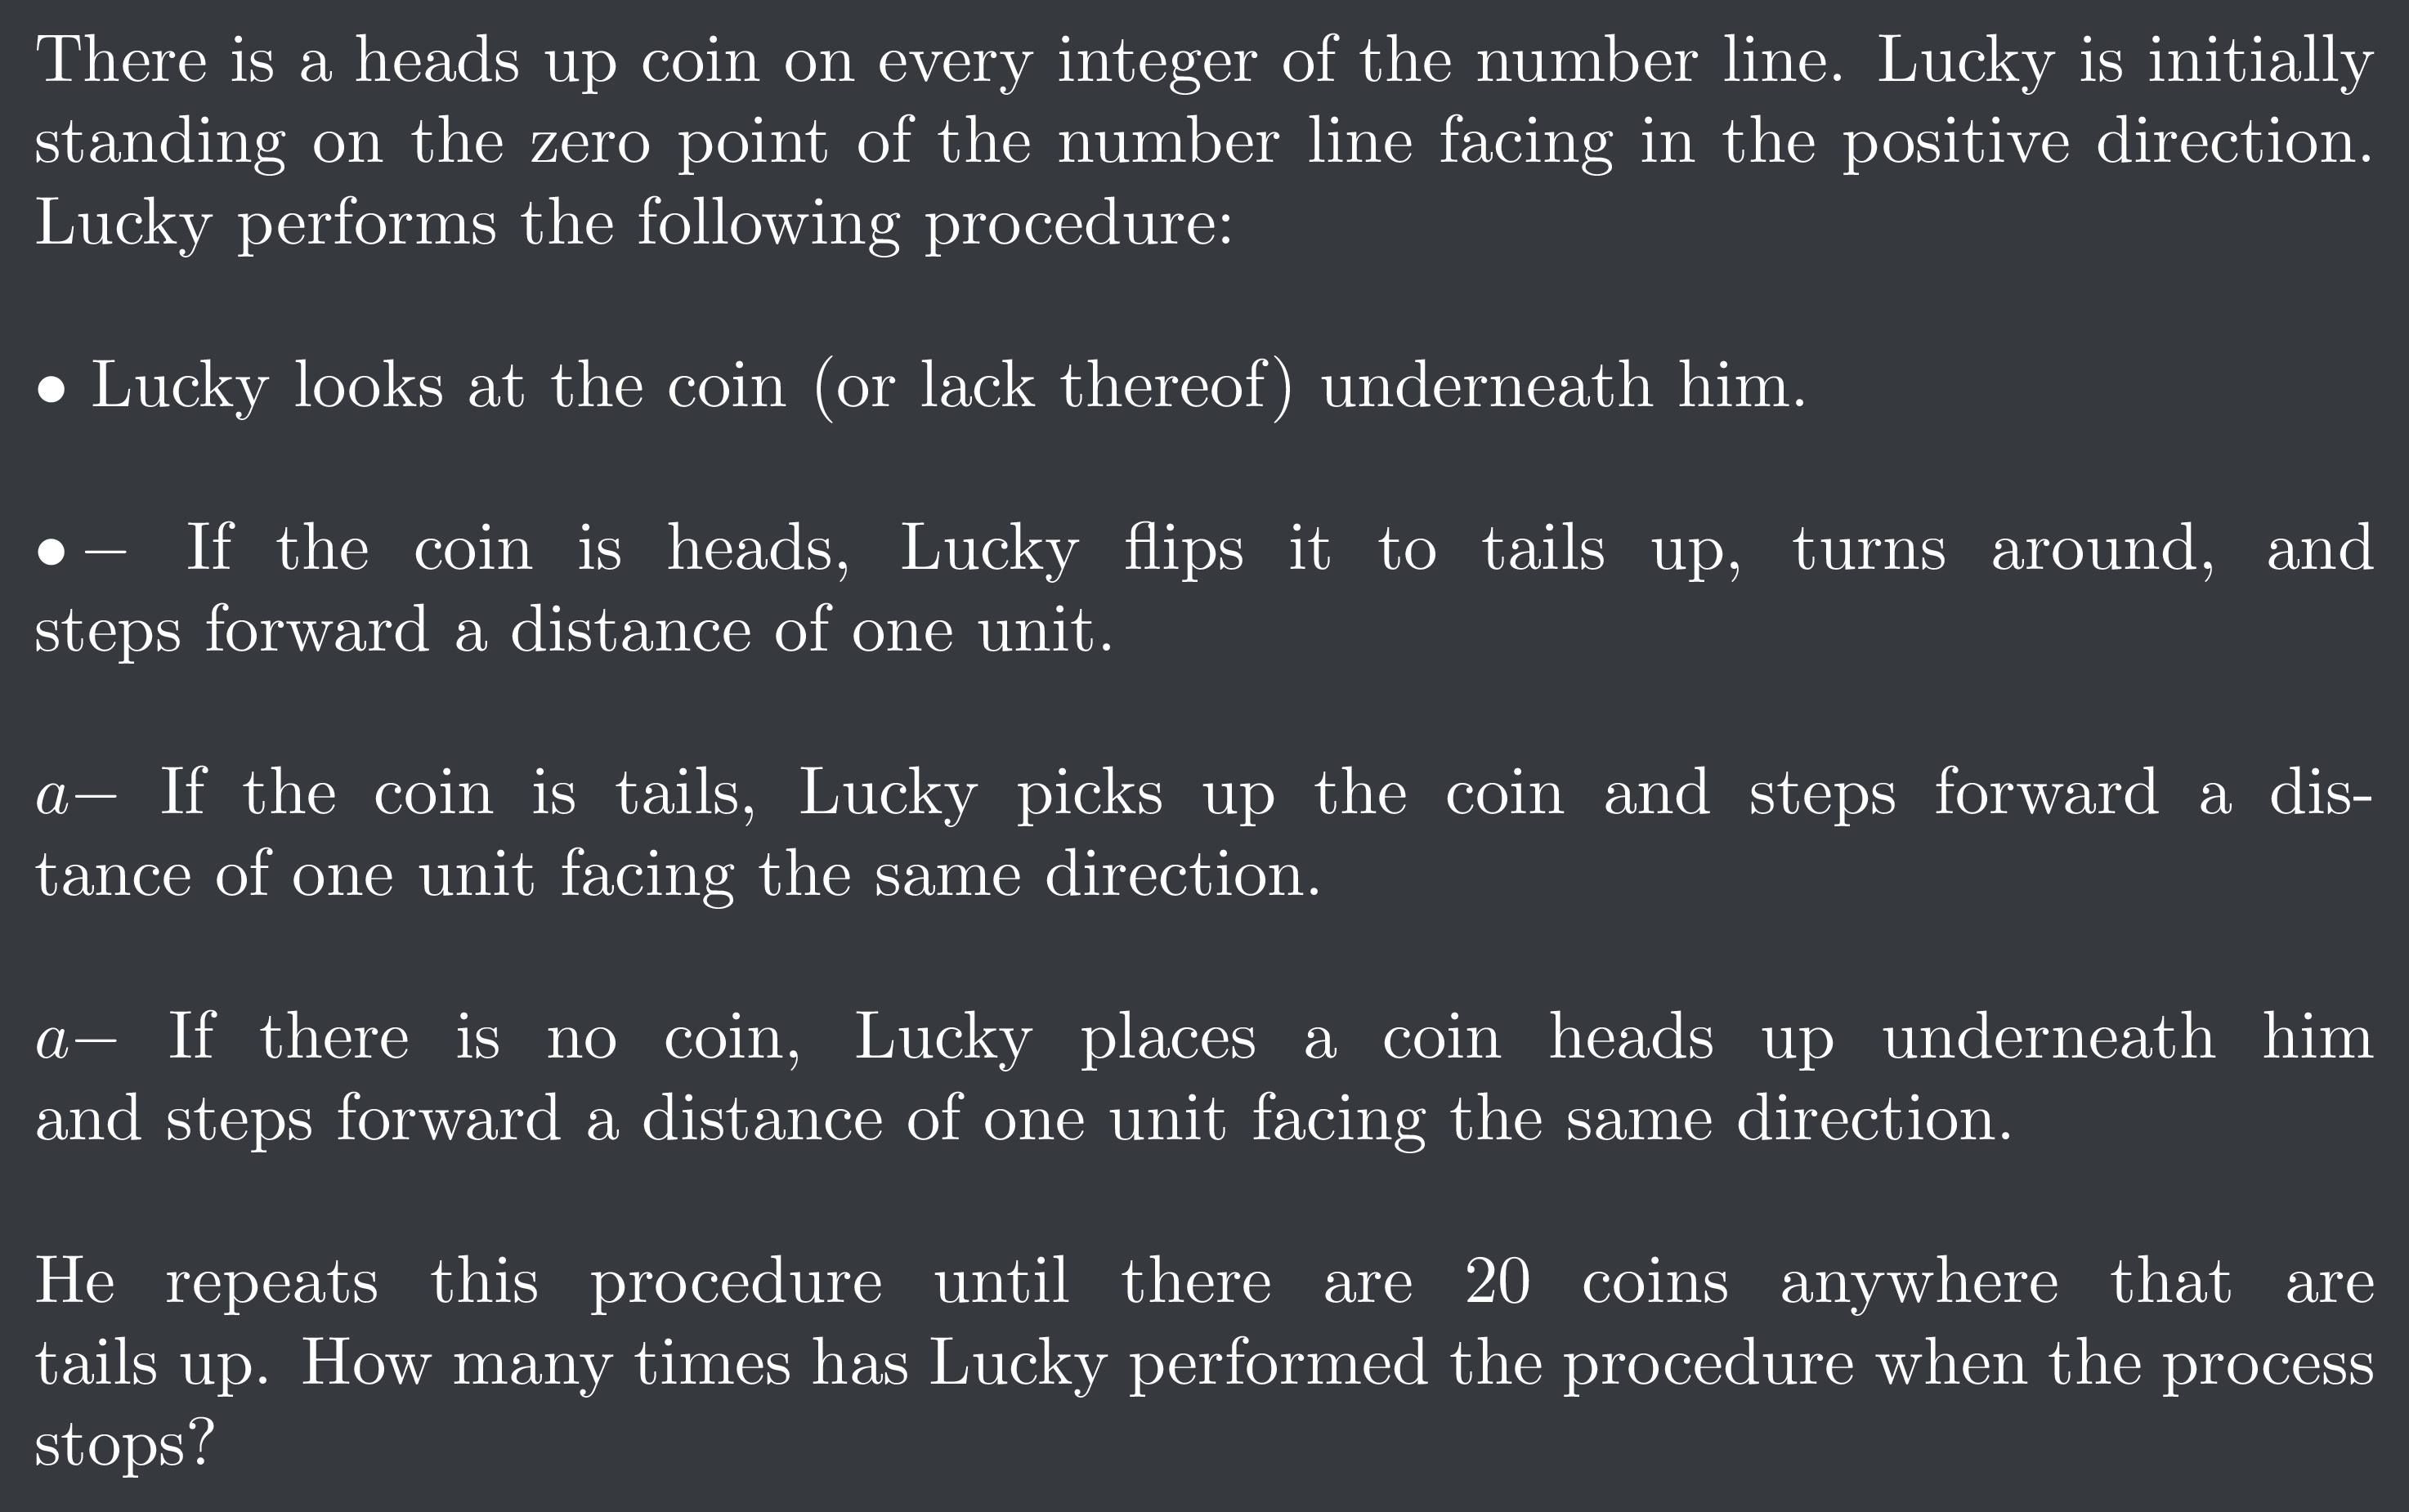 There is a heads up coin on every integer of the number line. Lucky is initially
standing on the zero point of the number line facing in the positive direction.
Lucky performs the following procedure:
• Lucky looks at the coin (or lack thereof) underneath him.
• – If the coin is heads, Lucky flips it to tails up, turns around, and
steps forward a distance of one unit.
a– If the coin is tails, Lucky picks up the coin and steps forward a dis-
tance of one unit facing the same direction.
a– If there is no coin, Lucky places a coin heads up underneath him
and steps forward a distance of one unit facing the same direction.
He repeats this procedure until there are 20 coins anywhere that are
tails up. How many times has Lucky performed the procedure when the process
stops?